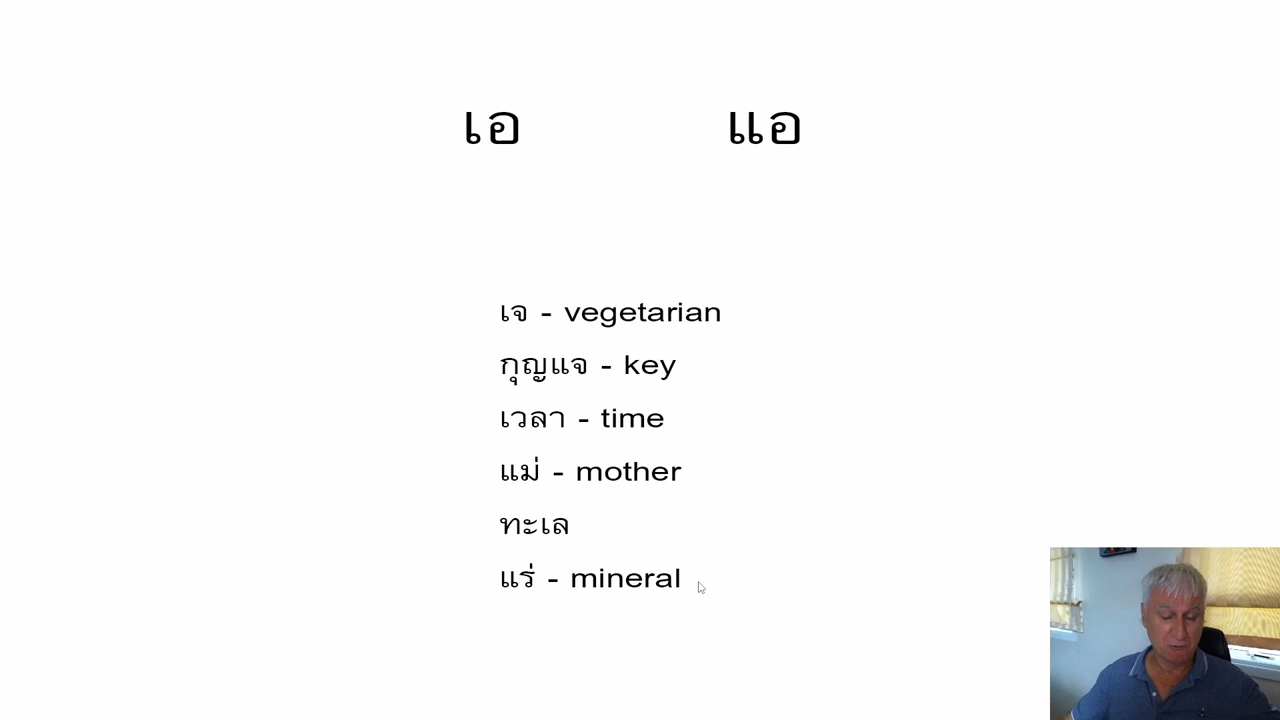 เอ แอ
เจ - vegetarian
กุญแจ - key
เวลา - time
แม่ - mother
ทะเล
แร่ - mineral